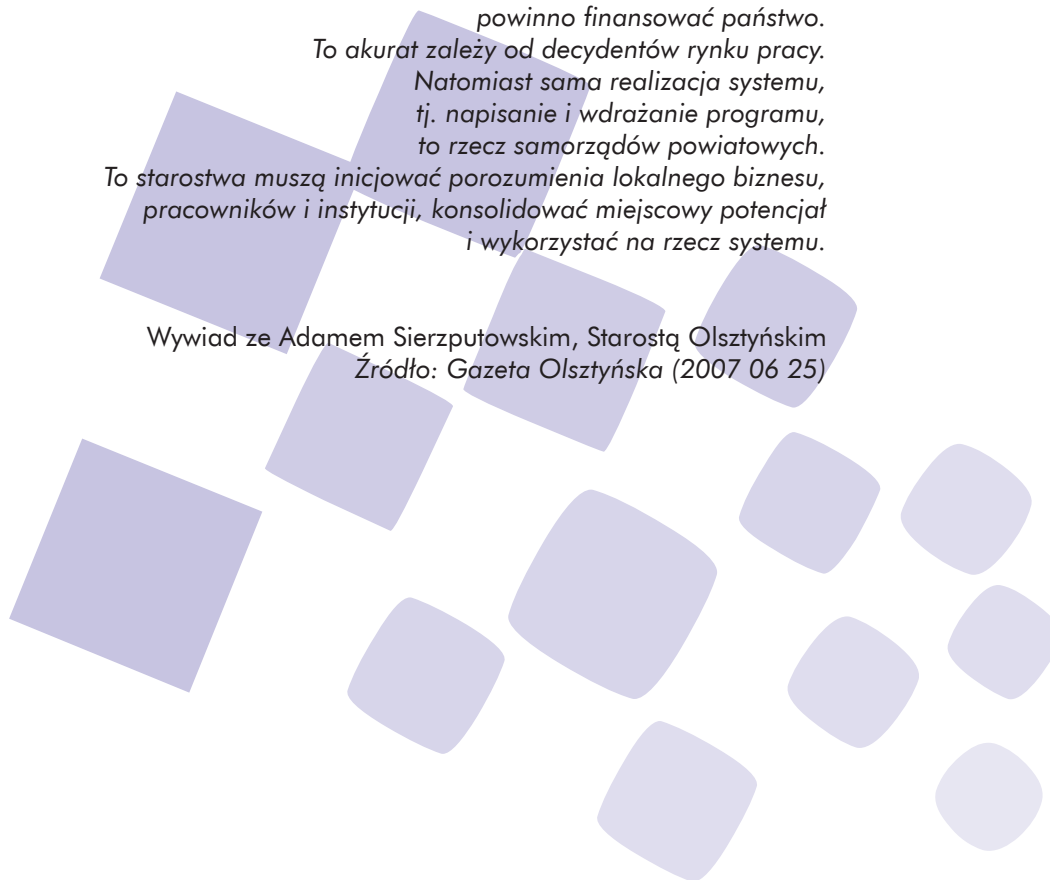 powinno finansować państwo.
To akurat zależy od decydentów rynku pracy.
Natomiast sama realizacja systemu,
tj. napisanie i wdrażanie programu,
to rzecz samorządów powiatowych.
To starostwa muszą inicjować porozumienia lokalnego biznesu,
pracowników i instytucji, konsolidować miejscowy potencjał
i wykorzystać na rzecz systemu.
Wywiad ze Adamem Sierzputowskim, Starostą Olsztyńskim
Źródło: Gazeta Olsztyńska (2007 06 25)